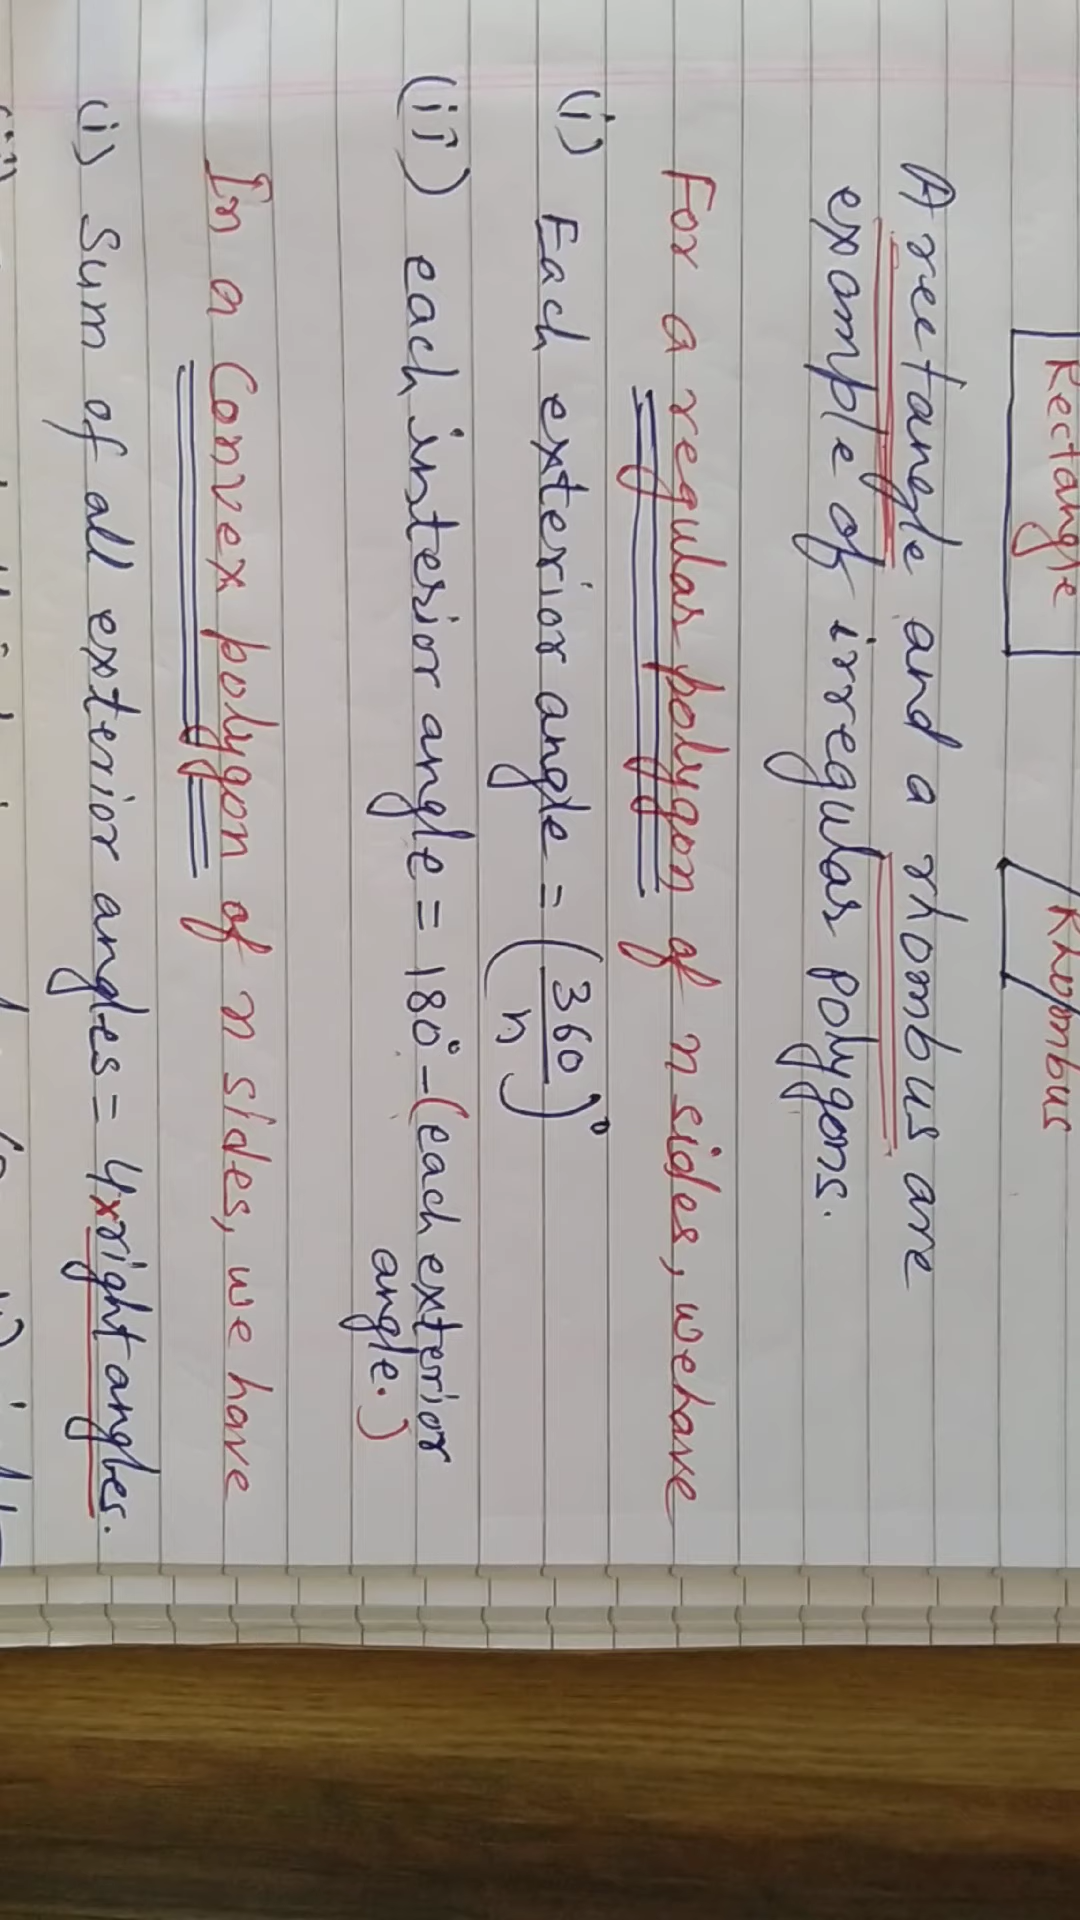 Rectangle Rhombus
A rectangle and a rhombus are
example of irregular polygons.
For a regular polygon of n sides, we have
(i) Each exterior angle = (360/n)°
(ii) each interior angle = 180° - (each exterior
angle.)
In a Convex polygon of n sides, we have
(i) Sum of all exterior angles = 4 x right angles.